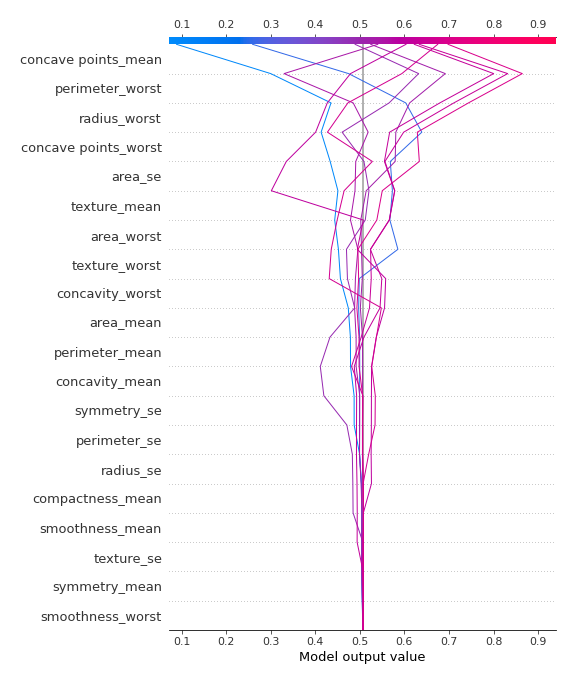 0.1 0.2 0.3 0.4 0.5 0.6 0.7 0.8 0.9
concave points_mean
perimeter_worst
radius_worst
concave points_worst
area_se
texture_mean
area_worst
texture_worst
concavity_worst
area_mean
perimeter_mean
concavity_mean
symmetry_se
perimeter_se
radius_se
compactness_mean
smoothness_mean
texture_se
symmetry_mean
smoothness_worst
0.1 0.2 0.3 0.4 0.5 0.6 0.7 0.8 0.9
Model output value